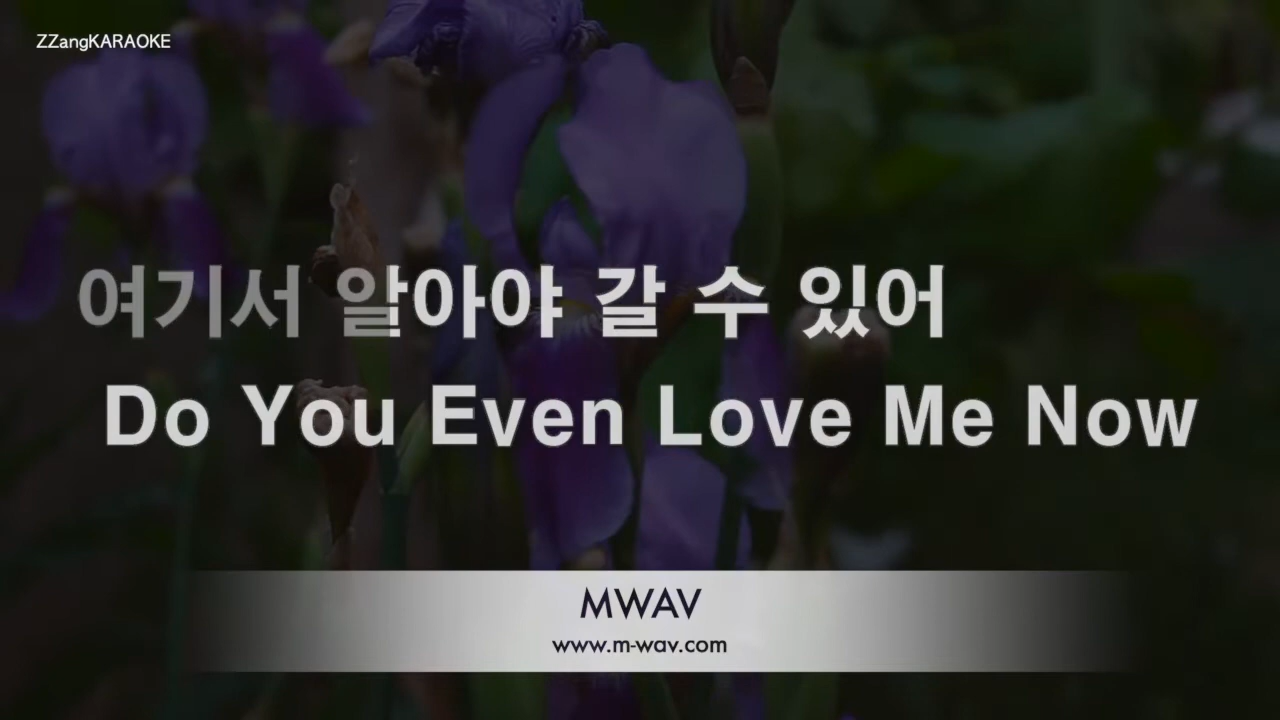 ZZangKARAOKE
여기서 알아야 갈 수 있어
Do You Even Love Me Now
MWAV
www.m-wav.com